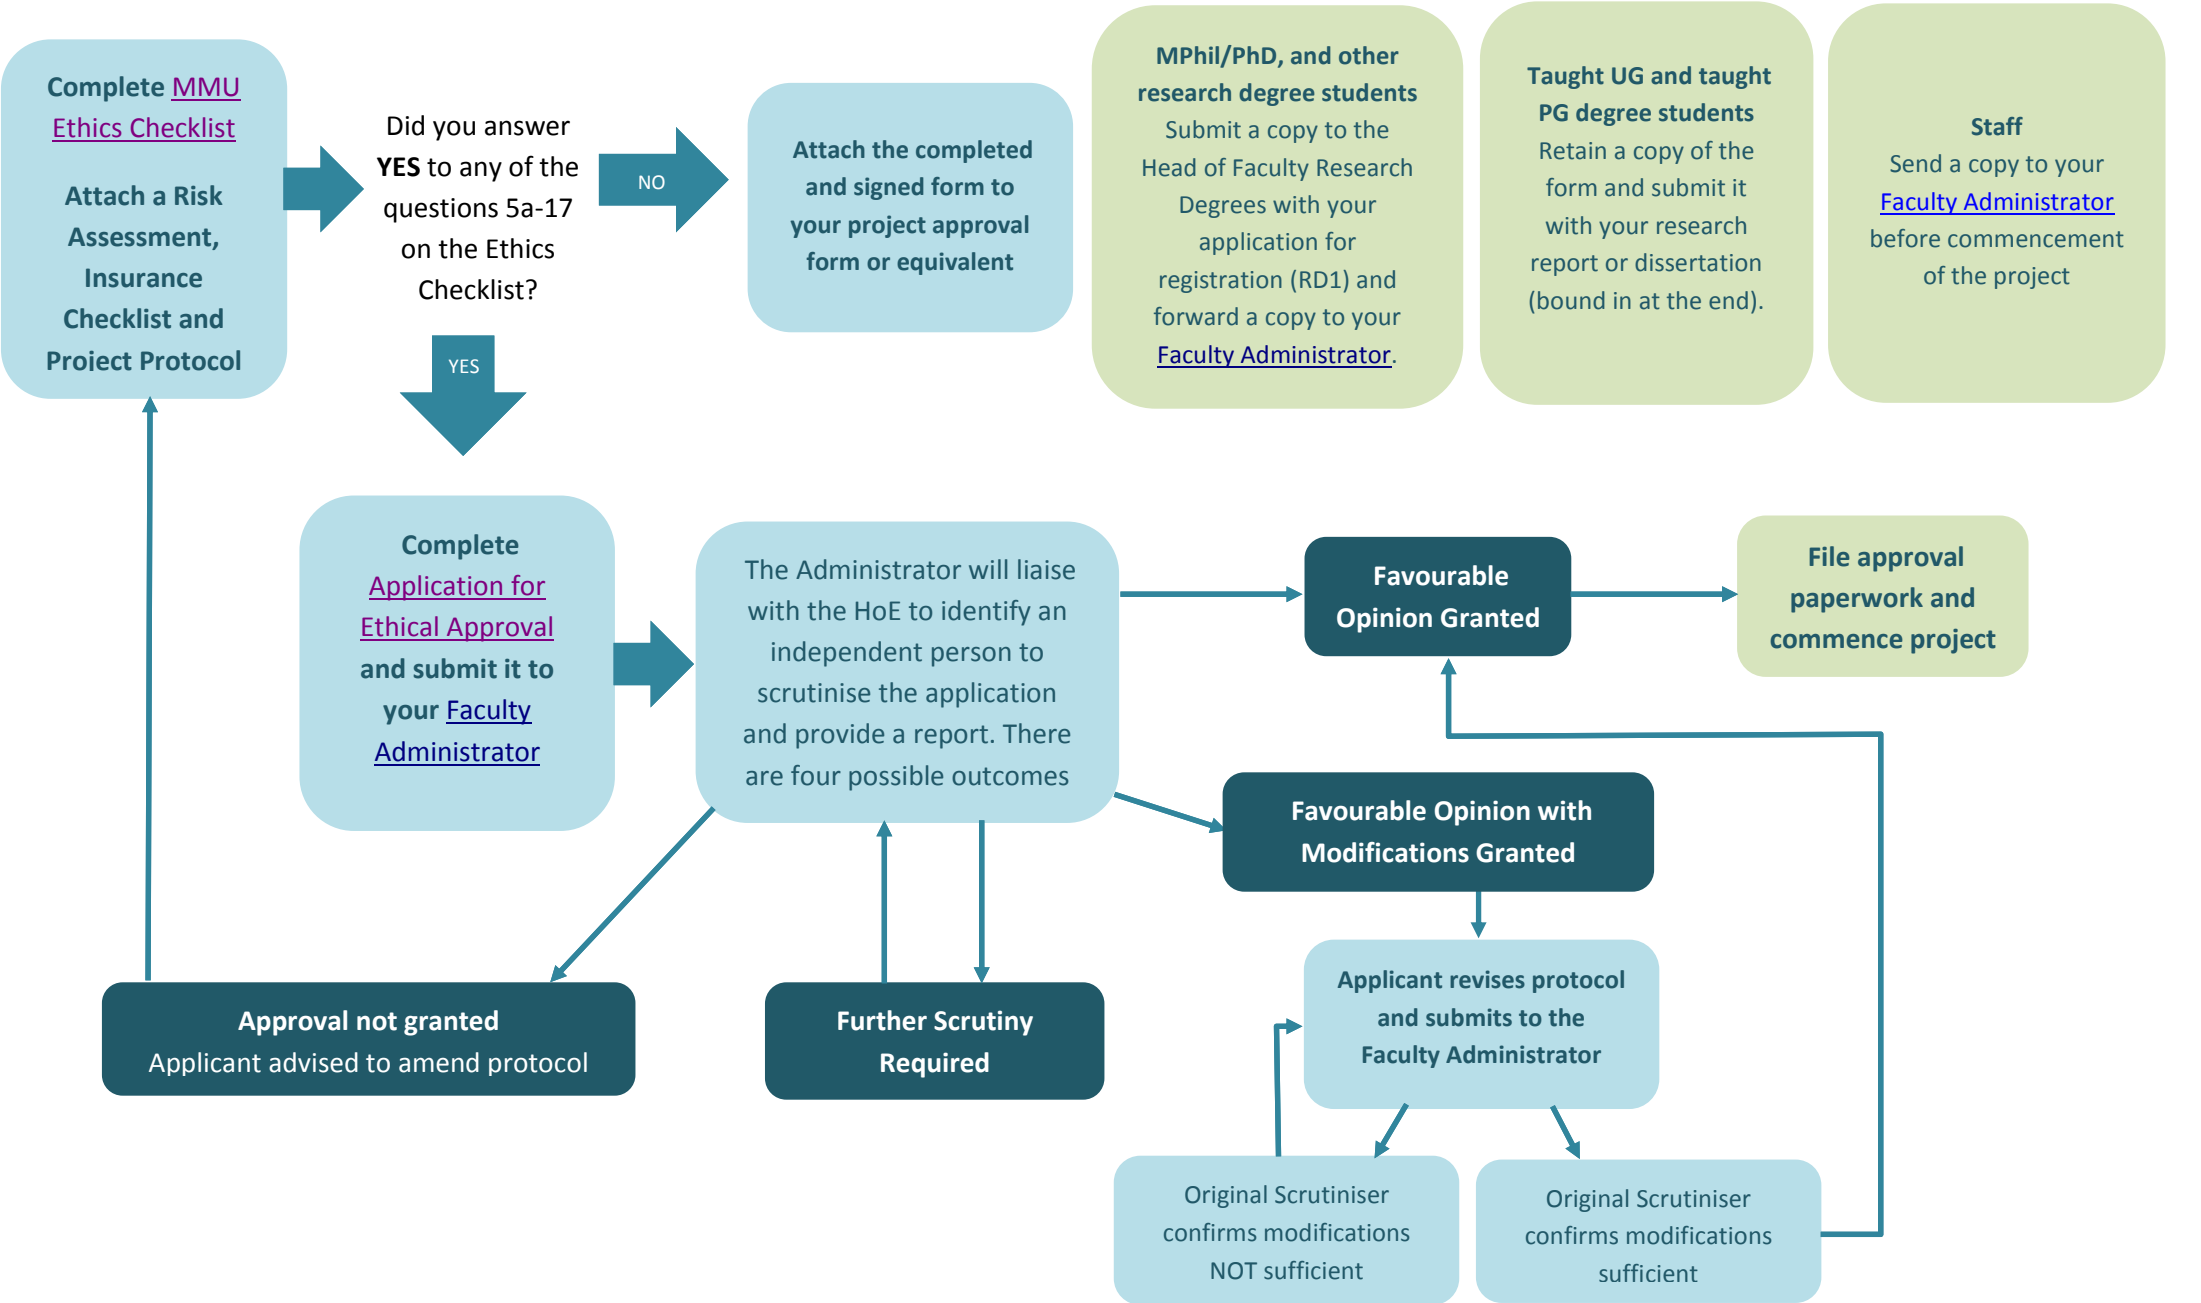 Complete MMU
Ethics Checklist
Attach a Risk
Assessment,
Insurance
Checklist and
Project Protocol
Did you answer
YES to any of the
questions 5a-17
on the Ethics
Checklist?
NO
YES
Attach the completed
and signed form to
your project approval
form or equivalent
MPhil/PhD, and other
research degree students
Submit a copy to the
Head of Faculty Research
Degrees with your
application for
registration (RD1) and
forward a copy to your
Faculty Administrator.
Taught UG and taught
PG degree students
Retain a copy of the
form and submit it
with your research
report or dissertation
(bound in at the end).
Staff
Send a copy to your
Faculty Administrator
before commencement
of the project
Complete
Application for
Ethical Approval
and submit it to
your Faculty
Administrator
The Administrator will liaise
with the HoE to identify an
independent person to
scrutinise the application
and provide a report. There
are four possible outcomes
Favourable
Opinion Granted
File approval
paperwork and
commence project
Favourable Opinion with
Modifications Granted
Applicant revises protocol
and submits to the
Faculty Administrator
Approval not granted
Applicant advised to amend protocol
Further Scrutiny
Required
Original Scrutiniser
confirms modifications
NOT sufficient
Original Scrutiniser
confirms modifications
sufficient